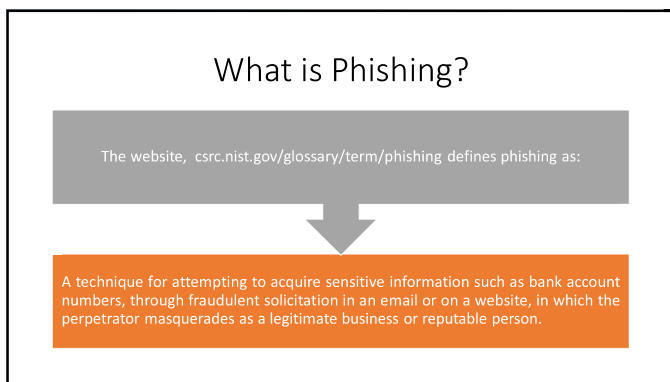 What is Phishing?
The website, csrc.nist.gov/glossary/term/phishing defines phishing as:
A technique for attempting to acquire sensitive information such as bank account
numbers, through fraudulent solicitation in an email or on a website, in which the
perpetrator masquerades as a legitimate business or reputable person.